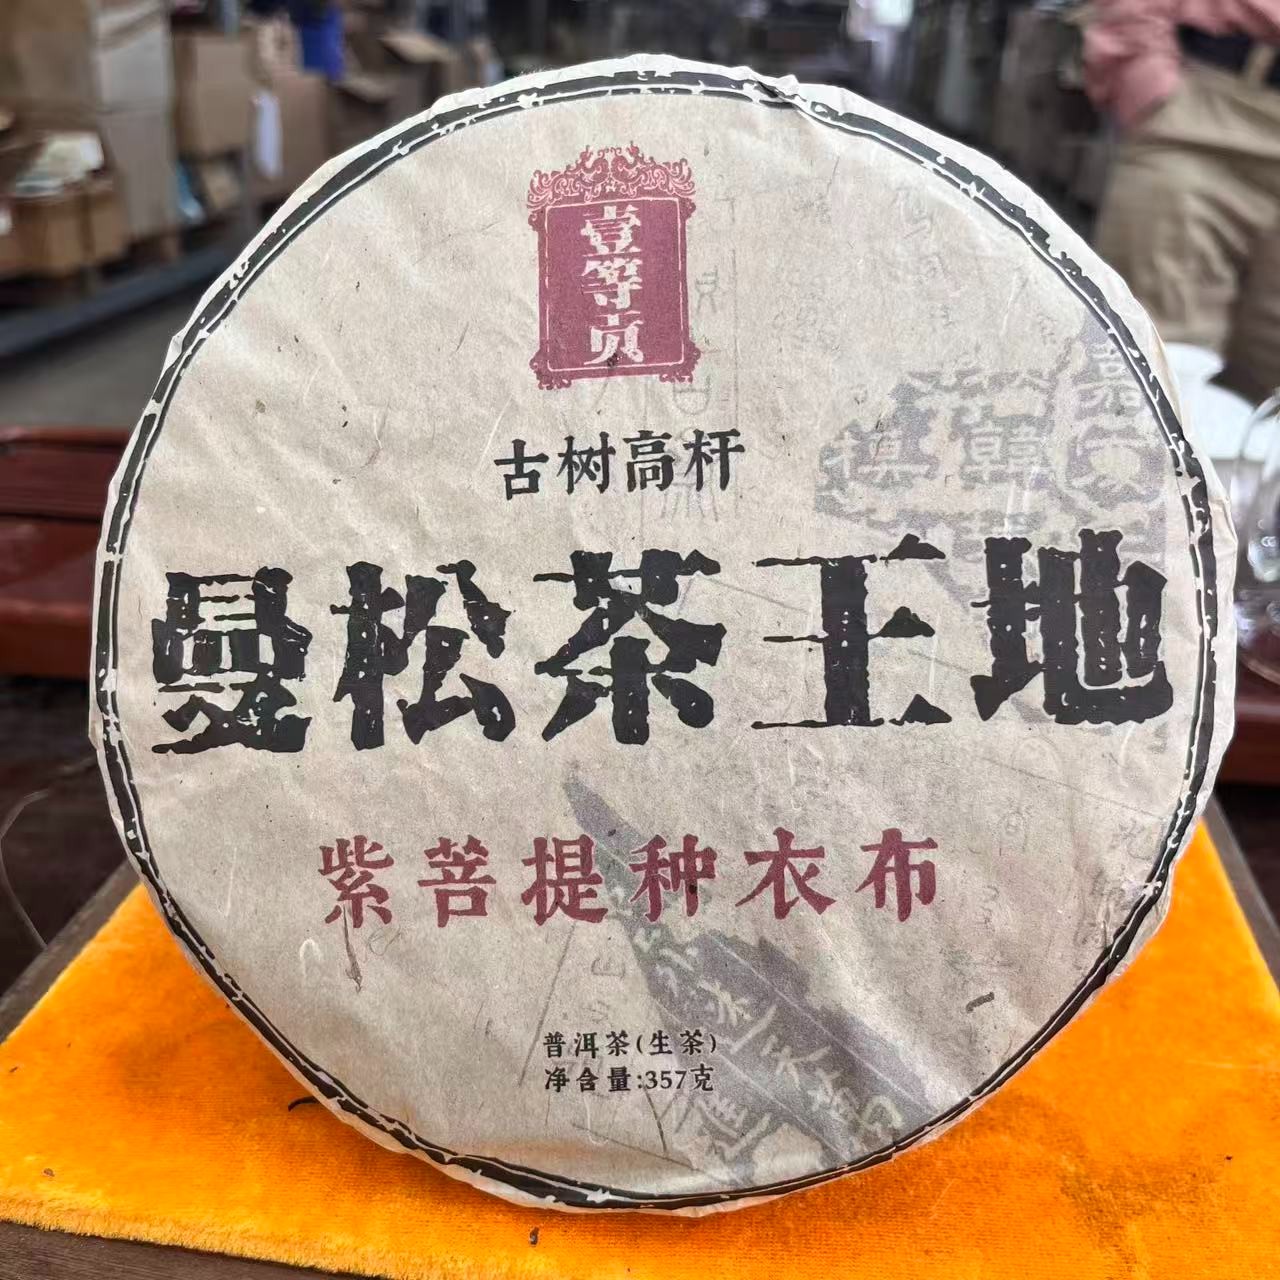 壹等贡
古树高杆
曼松茶王地
紫菩提种衣布
普洱茶(生茶)
净含量:357克